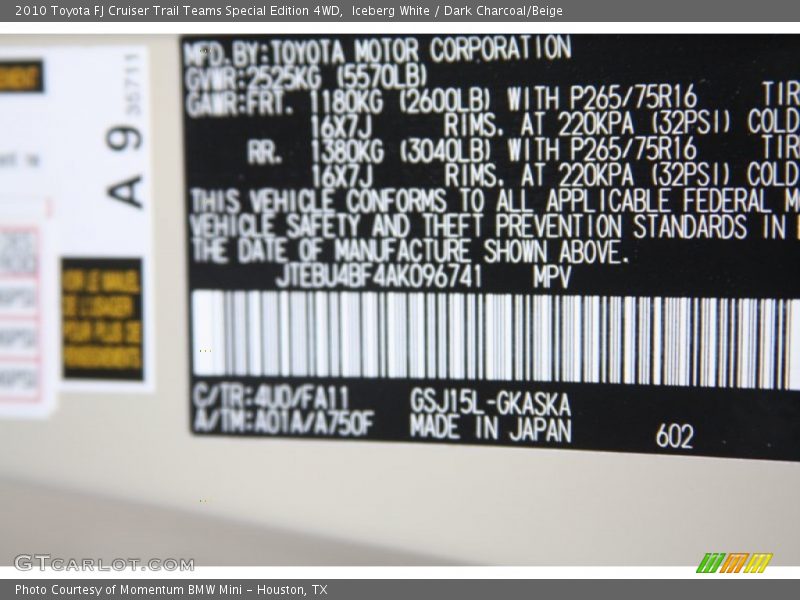 2010 Toyota FJ Cruiser Trail Teams Special Edition 4WD, Iceberg White / Dark Charcoal/Beige
MFD.BY:TOYOTA MOTOR CORPORATION
GVWR:2525KG (5570LB)
GAWR:FRT. 1180KG (2600LB) WITH P265/75R16 TIR
16X7J RIMS. AT 220KPA (32PSI) COLD
RR. 1380KG (3040LB) WITH P265/75R16 TIR
16X7J RIMS. AT 220KPA (32PSI) COLD
THIS VEHICLE CONFORMS TO ALL APPLICABLE FEDERAL M
VEHICLE SAFETY AND THEFT PREVENTION STANDARDS IN
THE DATE OF MANUFACTURE SHOWN ABOVE.
JTEBU4BF4AK096741 MPV
C/TR:4U0/FA11 GSJ15L-GKASKA
A/TM:A01A/A750F MADE IN JAPAN
602
A 9 35711
GTCARLOT.COM
Photo Courtesy of Momentum BMW Mini - Houston, TX